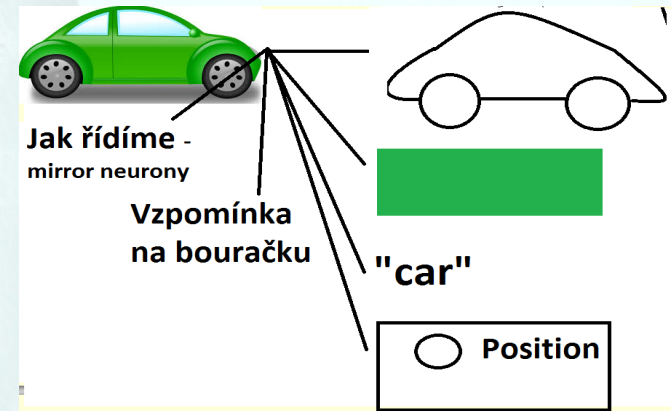 Jak řídíme -
mirror neurony
Vzpomínka
na bouračku
"car"
Position